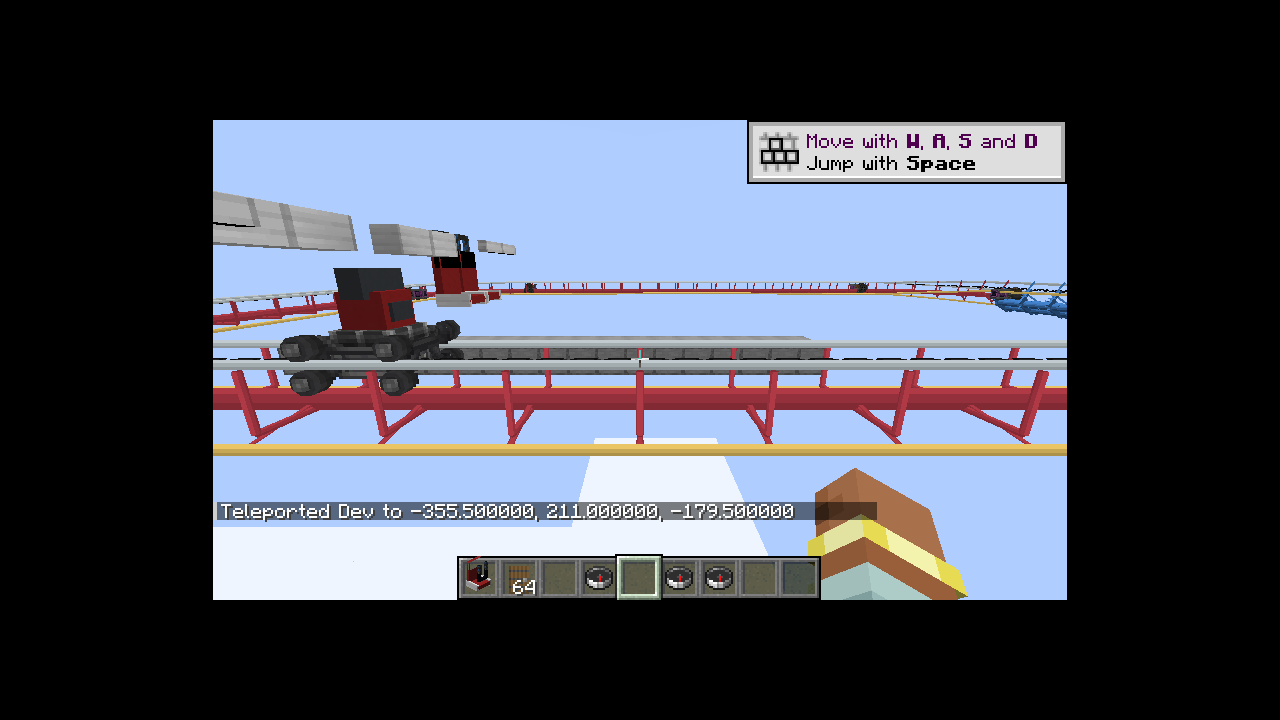 Move with W, A, S and D
Jump with Space
Teleported Dev to -355.500000, 211.000000, -179.500000
64